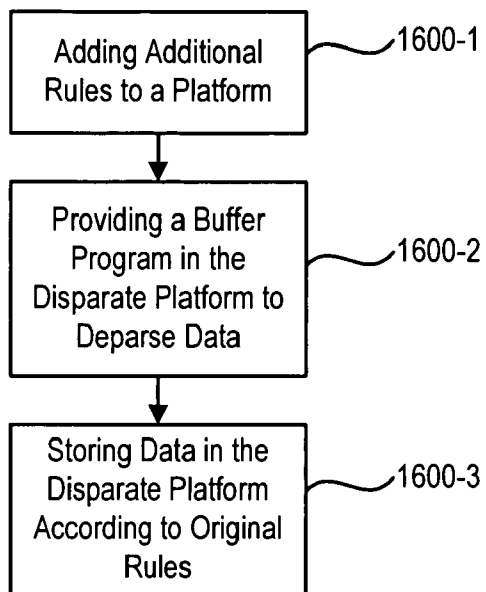 Adding Additional
Rules to a Platform
1600-1
Providing a Buffer
Program in the
Disparate Platform to
Deparse Data
1600-2
Storing Data in the
Disparate Platform
According to Original
Rules
1600-3